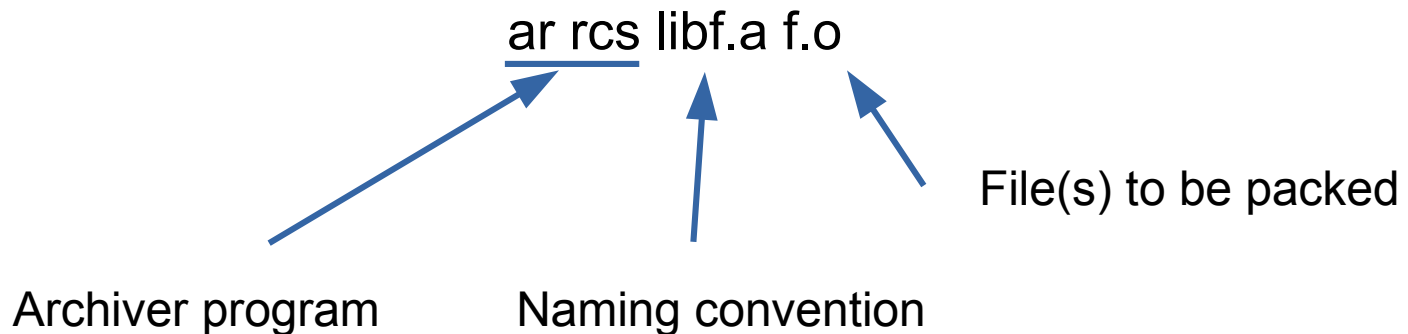 ar rcs libf.a f.o
File(s) to be packed
Archiver program
Naming convention